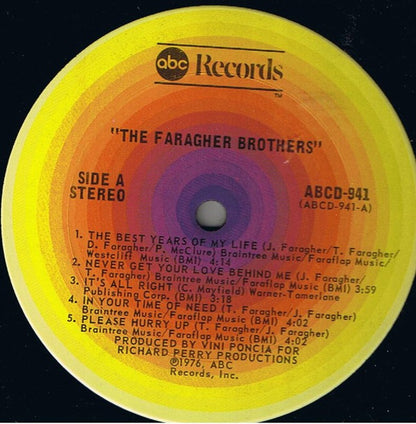 abc Records
TM
"THE FARAGHER BROTHERS"
SIDE A
STEREO
ABCD-941
(ABCD-941-A)
1. THE BEST YEARS OF MY LIFE (J. Faragher/T. Faragher/
D. Faragher/P. McClure) Braintree Music/Faraflap Music/
Westcliff Music (BMI) 4:14
2. NEVER GET YOUR LOVE BEHIND ME (J. Faragher/
T. Faragher) Braintree Music/Faraflap Music (BMI) 3:59
3. IT'S ALL RIGHT (C. Mayfield) Warner-Tamerlane
Publishing Corp. (BMI) 3:18
4. IN YOUR TIME OF NEED (T. Faragher/J. Faragher)
Braintree Music/Faraflap Music (BMI) 4:02
5. PLEASE HURRY UP (T. Faragher/J. Faragher)
Braintree Music/Faraflop Music (BMI) 4:02
PRODUCED BY VINI PONCIA FOR
RICHARD PERRY PRODUCTIONS
℗1976, ABC
Records, Inc.